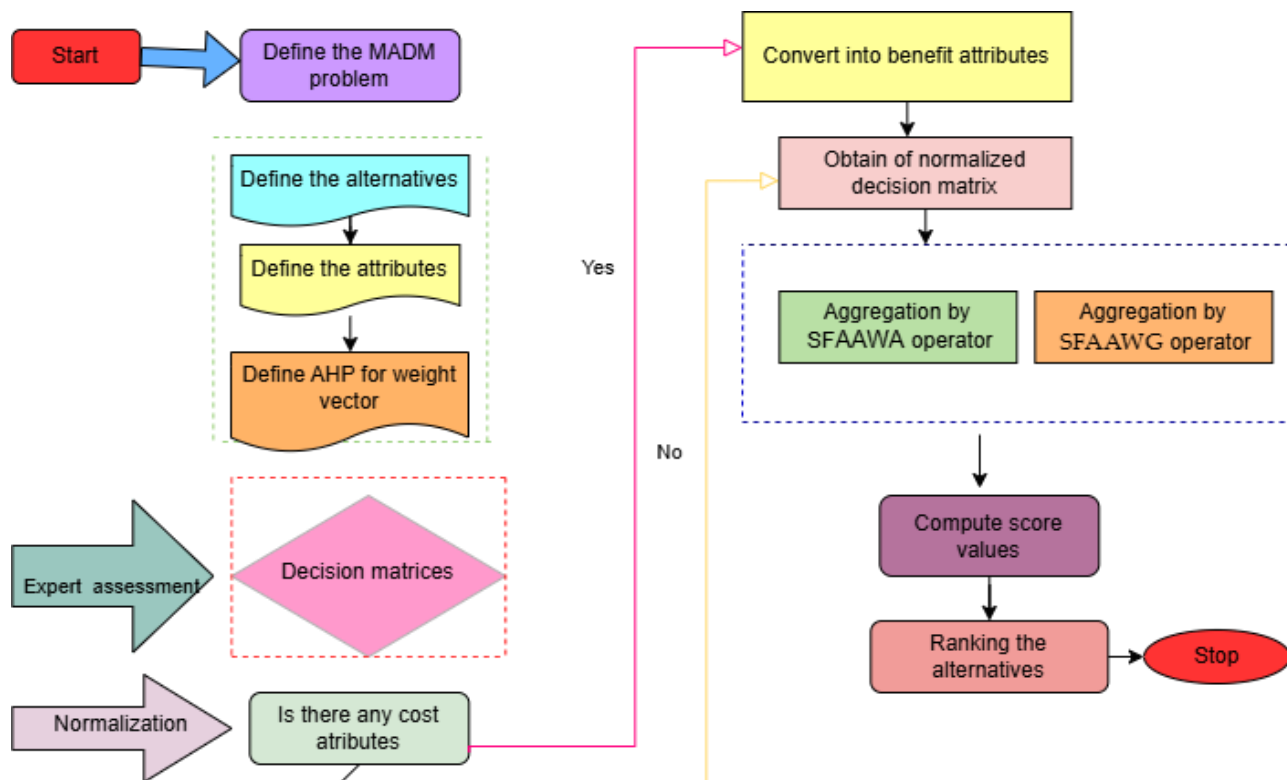 Start
Define the MADM
problem
Define the alternatives
Define the attributes
Define AHP for weight
vector
Expert assessment
Decision matrices
Normalization
Is there any cost
atributes
Yes
No
Convert into benefit attributes
Obtain of normalized
decision matrix
Aggregation by
SFAAWA operator
Aggregation by
SFAAWG operator
Compute score
values
Ranking the
alternatives
Stop